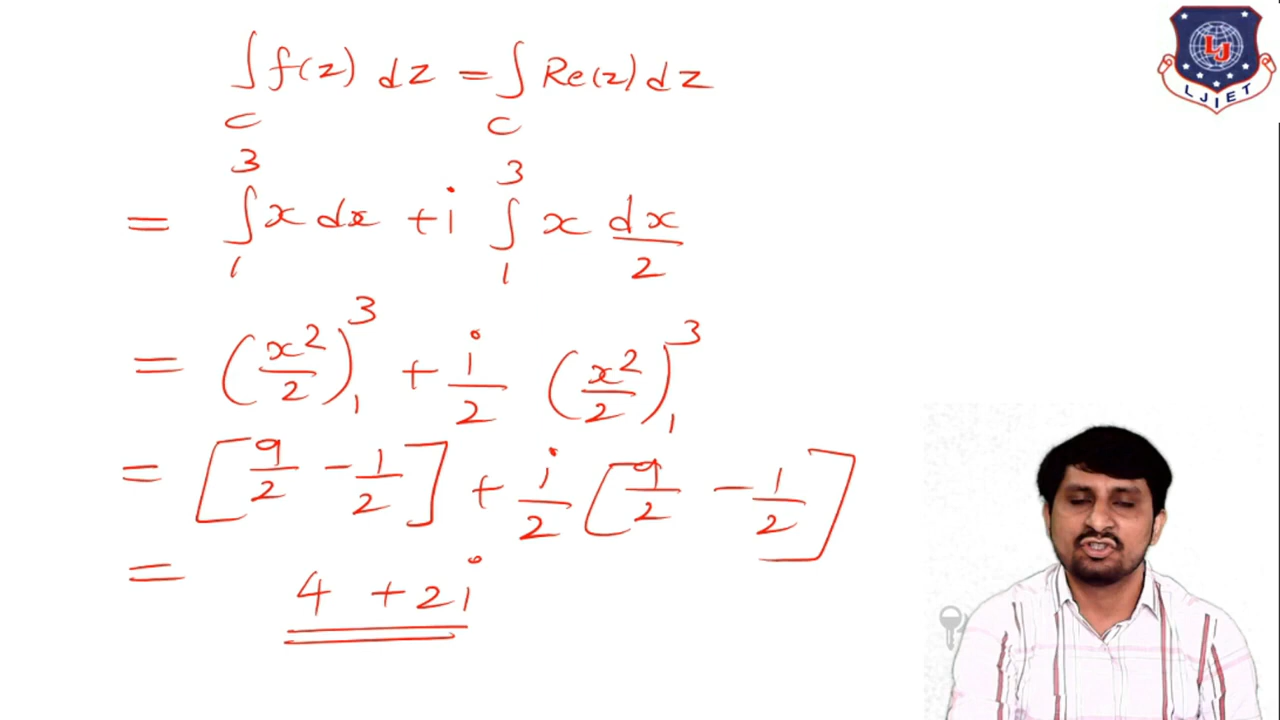 ∫_C f(z) dz = ∫_C Re(z) dz
= ∫_1^3 x dx + i ∫_1^3 x dx/2
= (x²/2)_1^3 + i/2 (x²/2)_1^3
= [9/2 - 1/2] + i/2 [9/2 - 1/2]
= 4 + 2i
LJ
LJIET